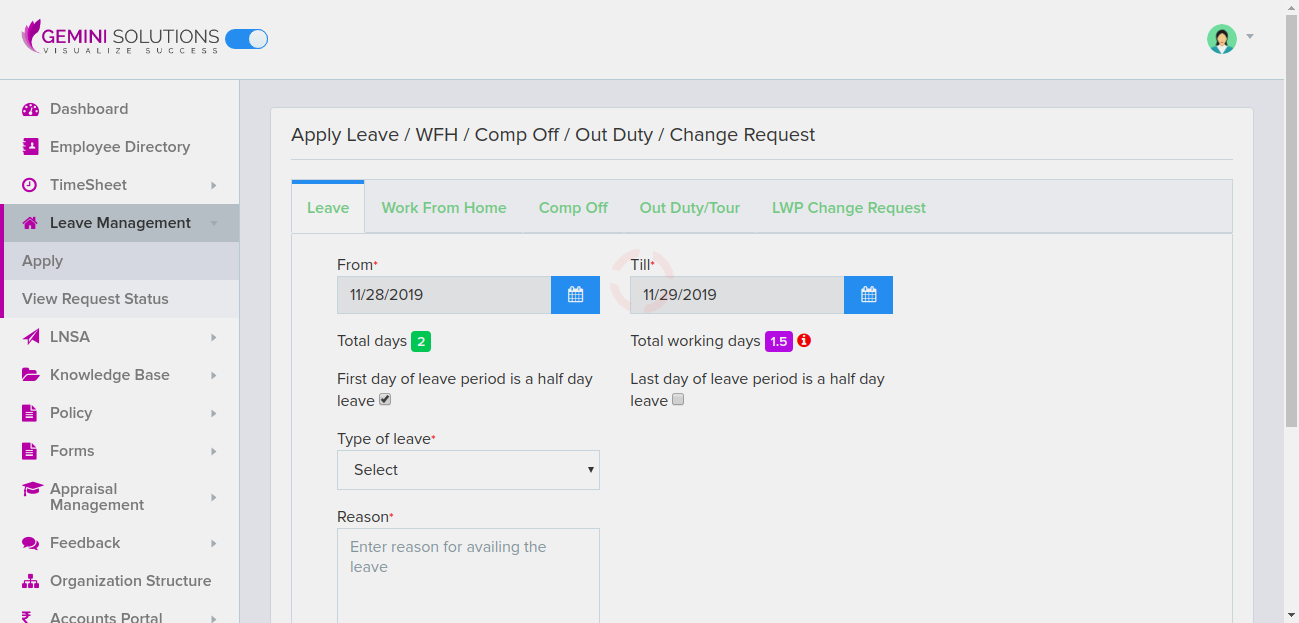 GEMINI SOLUTIONS
VISUALIZE SUCCESS
Dashboard
Employee Directory
TimeSheet
Leave Management
Apply
View Request Status
LNSA
Knowledge Base
Policy
Forms
Appraisal
Management
Feedback
Organization Structure
Accounts Portal
Apply Leave / WFH / Comp Off / Out Duty / Change Request
Leave Work From Home Comp Off Out Duty/Tour LWP Change Request
From* Till*
11/28/2019 11/29/2019
Total days 2 Total working days 1.5
First day of leave period is a half day Last day of leave period is a half day
leave leave
Type of leave*
Select
Reason*
Enter reason for availing the
leave